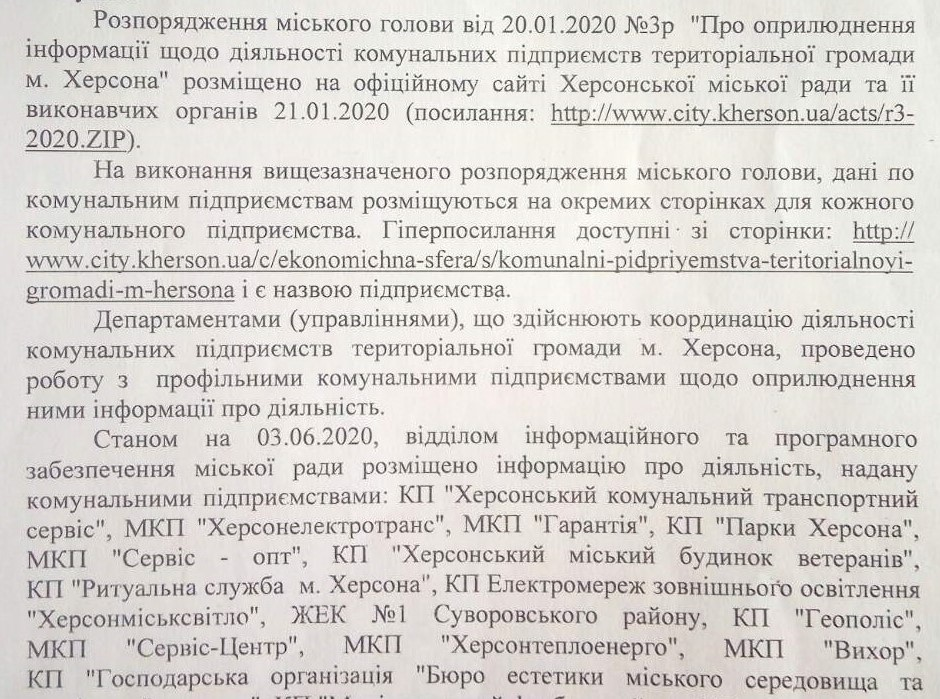 Розпорядження міського голови від 20.01.2020 №3р "Про оприлюднення
інформації щодо діяльності комунальних підприємств територіальної громади
м. Херсона" розміщено на офіційному сайті Херсонської міської ради та її
виконавчих органів 21.01.2020 (посилання: http://www.city.kherson.ua/acts/r3-
2020.ZIP).
На виконання вищезазначеного розпорядження міського голови, дані по
комунальним підприємствам розміщуються на окремих сторінках для кожного
комунального підприємства. Гіперпосилання доступні зі сторінки: http://
www.city.kherson.ua/c/ekonomichna-sfera/s/komunalni-pidpriyemstva-teritorialnoyi-
gromadi-m-hersona і є назвою підприємства.
Департаментами (управліннями), що здійснюють координацію діяльності
комунальних підприємств територіальної громади м. Херсона, проведено
роботу з профільними комунальними підприємствами щодо оприлюднення
ними інформації про діяльність.
Станом на 03.06.2020, відділом інформаційного та програмного
забезпечення міської ради розміщено інформацію про діяльність, надану
комунальними підприємствами: КП "Херсонський комунальний транспортний
сервіс", МКП "Херсонелектротранс", МКП "Гарантія", КП "Парки Херсона",
МКП "Сервіс - опт", КП "Херсонський міський будинок ветеранів",
КП "Ритуальна служба м. Херсона", КП Електромереж зовнішнього освітлення
"Херсонміськсвітло", ЖЕК №1 Суворовського району, КП "Геополіс",
МКП "Сервіс-Центр", МКП "Херсонтеплоенерго", МКП "Вихор",
КП "Господарська організація "Бюро естетики міського середовища та